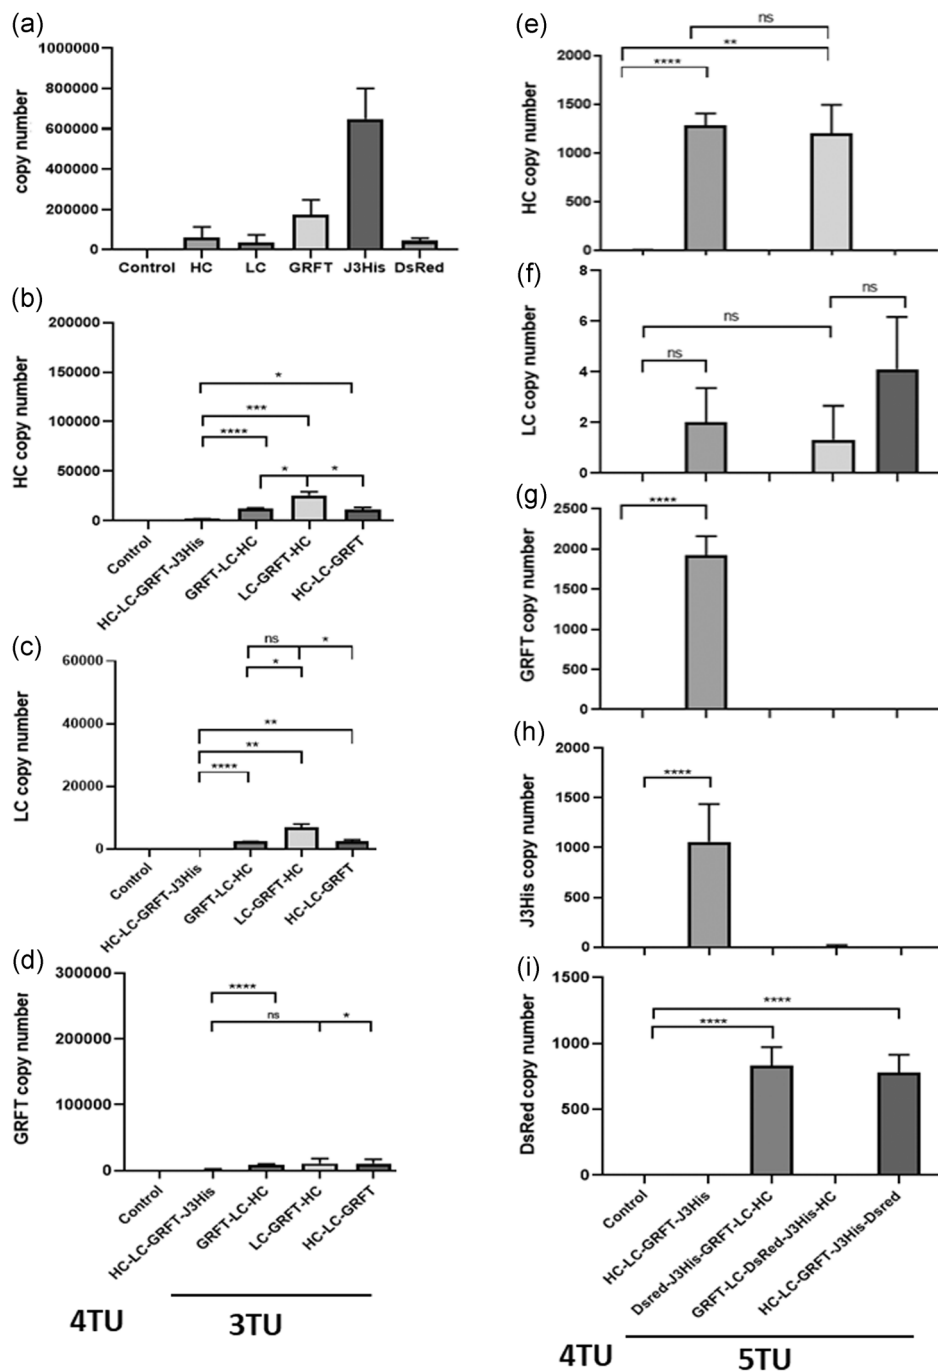 (a)
1000000
800000
600000
400000
200000
0
copy number
Control HC LC GRFT J3His DsRed
(b)
200000
150000
100000
50000
0
HC copy number
*
***
****
* *
Control
HC-LC-GRFT-J3His
GRFT-LC-HC
LC-GRFT-HC
HC-LC-GRFT
(c)
60000
40000
20000
0
LC copy number
ns *
*
**
**
****
Control
HC-LC-GRFT-J3His
GRFT-LC-HC
LC-GRFT-HC
HC-LC-GRFT
(d)
300000
200000
100000
0
GRFT copy number
****
ns *
Control
HC-LC-GRFT-J3His
GRFT-LC-HC
LC-GRFT-HC
HC-LC-GRFT
4TU 3TU
(e)
2000
1500
1000
500
0
HC copy number
ns
**
****
(f)
8
6
4
2
0
LC copy number
ns
ns
ns
(g)
2500
2000
1500
1000
500
0
GRFT copy number
****
(h)
2000
1500
1000
500
0
J3His copy number
****
(i)
1500
1000
500
0
DsRed copy number
****
****
Control
HC-LC-GRFT-J3His
Dsred-J3His-GRFT-LC-HC
GRFT-LC-DsRed-J3His-HC
HC-LC-GRFT-J3His-Dsred
4TU 5TU